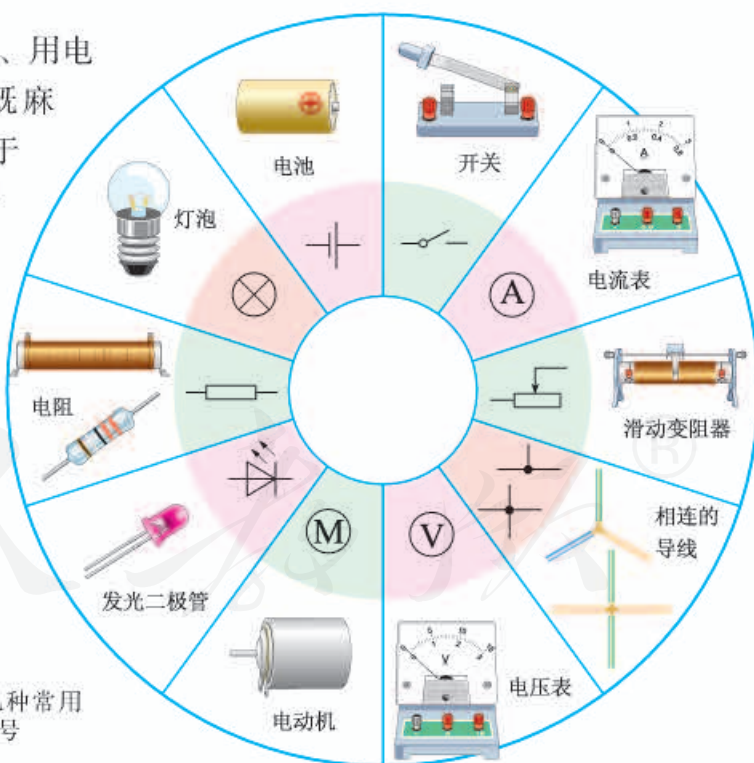 、用电
既麻
于
电池
开关
灯泡
电流表
A
电阻
滑动变阻器
相连的
导线
发光二极管
M
V
电动机
电压表
种常用
号